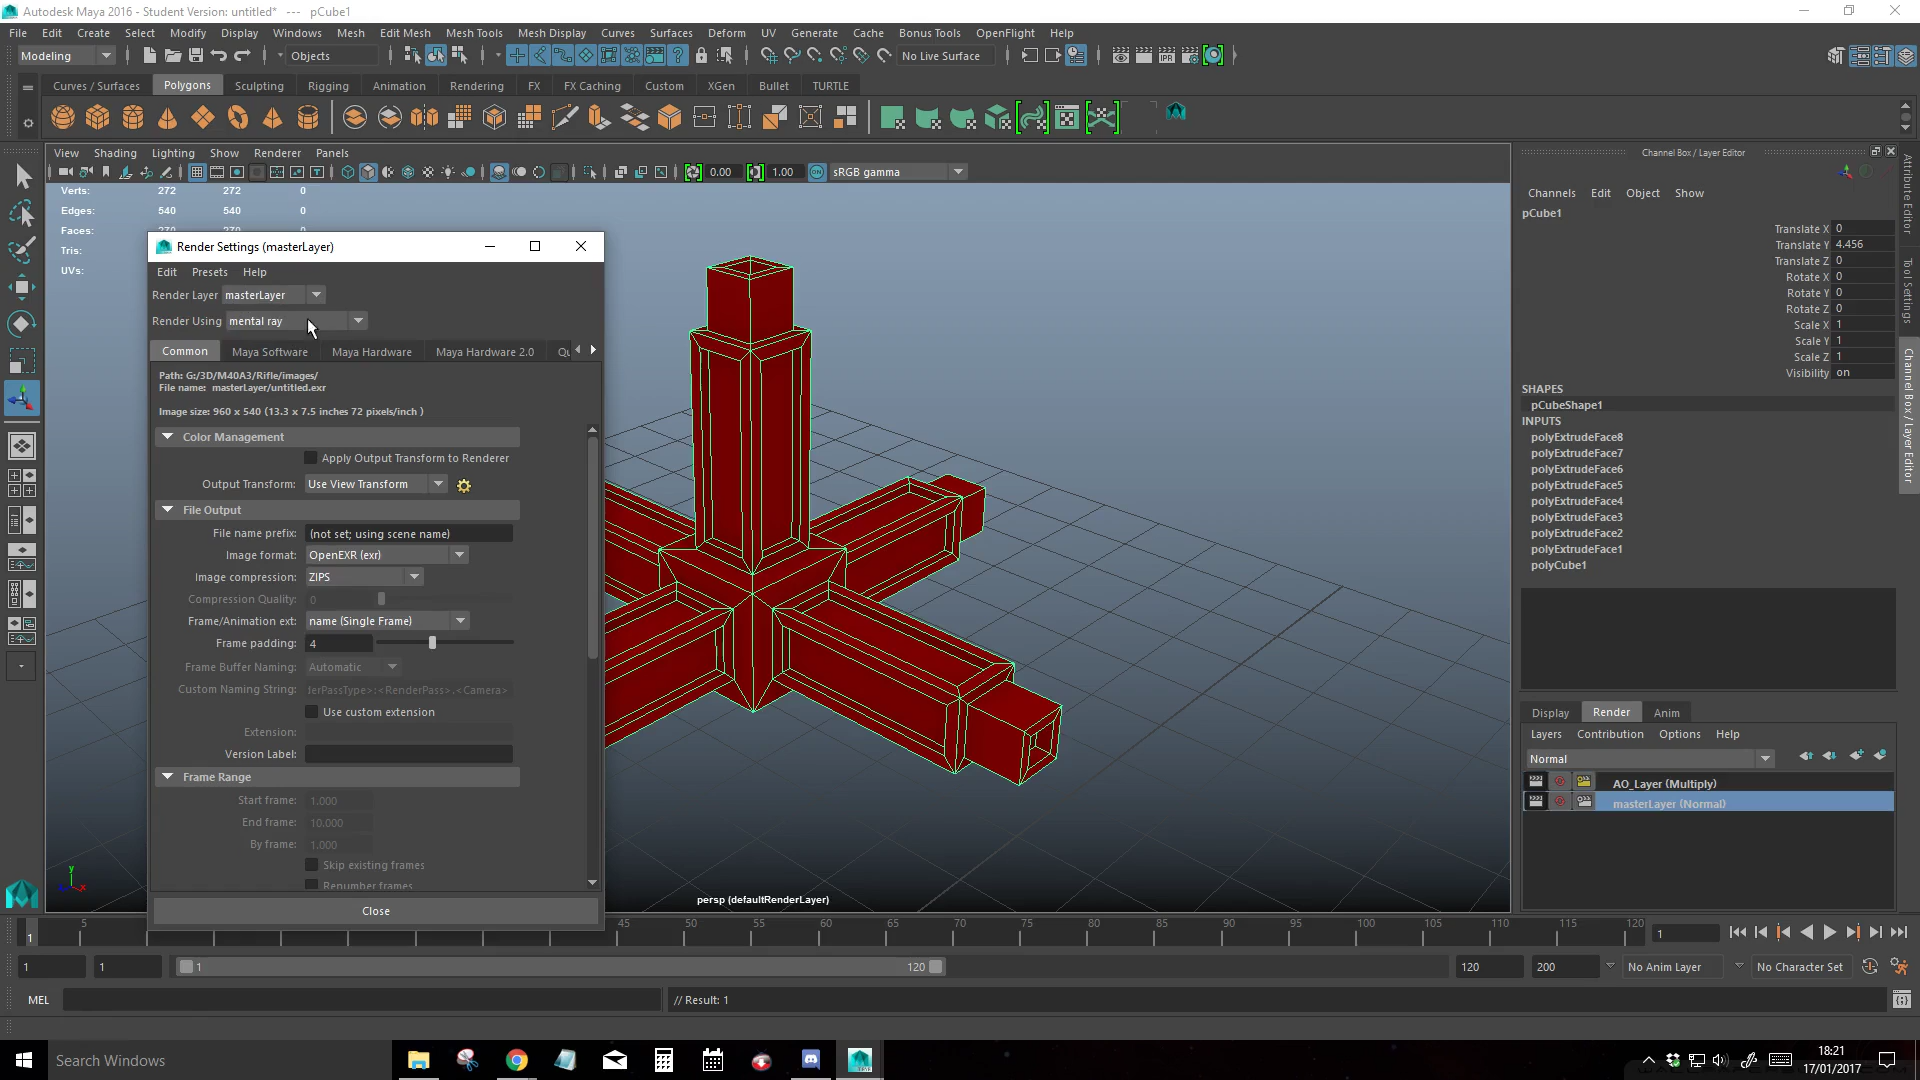 Autodesk Maya 2016 - Student Version: untitled* --- pCube1
File Edit Create Select Modify Display Windows Mesh Edit Mesh Mesh Tools Mesh Display Curves Surfaces Deform UV Generate Cache Bonus Tools OpenFlight Help
Modeling Objects No Live Surface
Curves / Surfaces Polygons Sculpting Rigging Animation Rendering FX FX Caching Custom XGen Bullet TURTLE
View Shading Lighting Show Renderer Panels
0.00 1.00 sRGB gamma
Verts: 272 272 0
Edges: 540 540 0
Faces: 270 270 0
Tris:
UVs:
Render Settings (masterLayer)
Edit Presets Help
Render Layer masterLayer
Render Using mental ray
Common Maya Software Maya Hardware Maya Hardware 2.0
Path: G:/3D/M40A3/Rifle/images/
File name: masterLayer/untitled.exr
Image size: 960 x 540 (13.3 x 7.5 inches 72 pixels/inch )
Color Management
Apply Output Transform to Renderer
Output Transform: Use View Transform
File Output
File name prefix: (not set; using scene name)
Image format: OpenEXR (exr)
Image compression: ZIPS
Compression Quality: 0
Frame/Animation ext: name (Single Frame)
Frame padding: 4
Frame Buffer Naming: Automatic
Custom Naming String: ferPassType>:<RenderPass>.<Camera>
Use custom extension
Extension:
Version Label:
Frame Range
Start frame: 1.000
End frame: 10.000
By frame: 1.000
Skip existing frames
Renumber frames
Close
persp (defaultRenderLayer)
y
x
Channel Box / Layer Editor
Channels Edit Object Show
pCube1
Translate X 0
Translate Y 4.456
Translate Z 0
Rotate X 0
Rotate Y 0
Rotate Z 0
Scale X 1
Scale Y 1
Scale Z 1
Visibility on
SHAPES
pCubeShape1
INPUTS
polyExtrudeFace8
polyExtrudeFace7
polyExtrudeFace6
polyExtrudeFace5
polyExtrudeFace4
polyExtrudeFace3
polyExtrudeFace2
polyExtrudeFace1
polyCube1
Display Render Anim
Layers Contribution Options Help
Normal
AO_Layer (Multiply)
masterLayer (Normal)
Attribute Editor
Tool Settings
Channel Box / Layer Editor
1 5 45 50 55 60 65 70 75 80 85 90 95 100 105 110 115 120 1
1 1 1 120 120 200 No Anim Layer No Character Set
MEL // Result: 1
Search Windows
18:21
17/01/2017